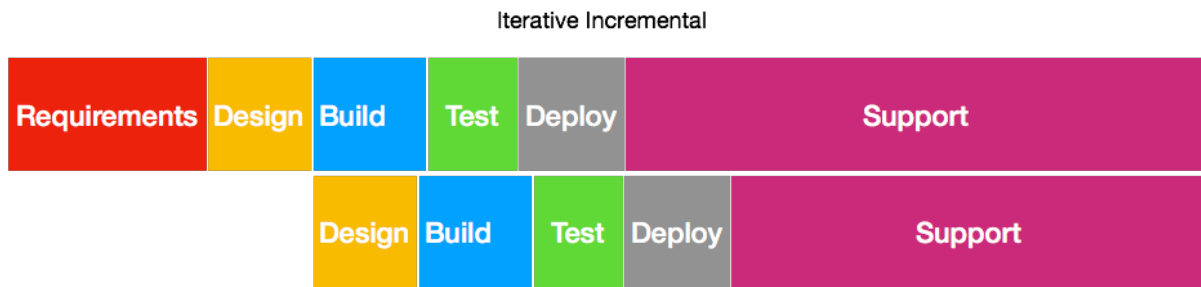 Iterative Incremental
Requirements Design Build Test Deploy Support
Design Build Test Deploy Support